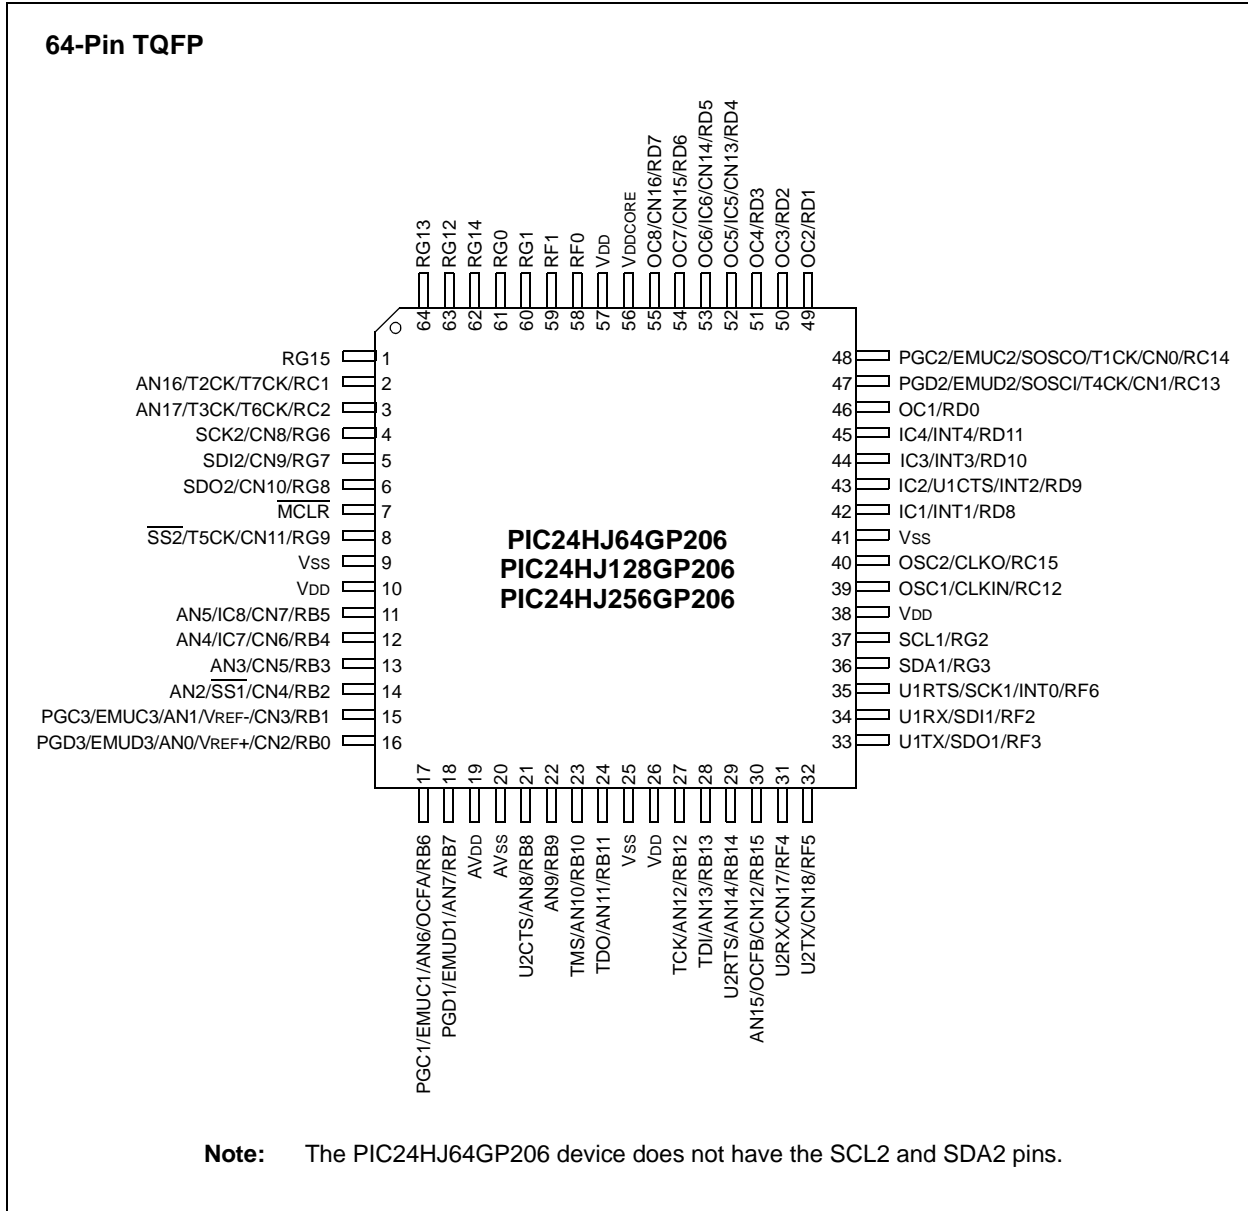 64-Pin TQFP
64 RG13
63 RG12
62 RG14
61 RG0
60 RG1
59 RF1
58 RF0
57 VDD
56 VDDCORE
55 OC8/CN16/RD7
54 OC7/CN15/RD6
53 OC6/IC6/CN14/RD5
52 OC5/IC5/CN13/RD4
51 OC4/RD3
50 OC3/RD2
49 OC2/RD1
RG15 1
AN16/T2CK/T7CK/RC1 2
AN17/T3CK/T6CK/RC2 3
SCK2/CN8/RG6 4
SDI2/CN9/RG7 5
SDO2/CN10/RG8 6
MCLR 7
SS2/T5CK/CN11/RG9 8
VSS 9
VDD 10
AN5/IC8/CN7/RB5 11
AN4/IC7/CN6/RB4 12
AN3/CN5/RB3 13
AN2/SS1/CN4/RB2 14
PGC3/EMUC3/AN1/VREF-/CN3/RB1 15
PGD3/EMUD3/AN0/VREF+/CN2/RB0 16
PIC24HJ64GP206
PIC24HJ128GP206
PIC24HJ256GP206
48 PGC2/EMUC2/SOSCO/T1CK/CN0/RC14
47 PGD2/EMUD2/SOSCI/T4CK/CN1/RC13
46 OC1/RD0
45 IC4/INT4/RD11
44 IC3/INT3/RD10
43 IC2/U1CTS/INT2/RD9
42 IC1/INT1/RD8
41 VSS
40 OSC2/CLKO/RC15
39 OSC1/CLKIN/RC12
38 VDD
37 SCL1/RG2
36 SDA1/RG3
35 U1RTS/SCK1/INT0/RF6
34 U1RX/SDI1/RF2
33 U1TX/SDO1/RF3
17 PGC1/EMUC1/AN6/OCFA/RB6
18 PGD1/EMUD1/AN7/RB7
19 AVDD
20 AVSS
21 U2CTS/AN8/RB8
22 AN9/RB9
23 TMS/AN10/RB10
24 TDO/AN11/RB11
25 VSS
26 VDD
27 TCK/AN12/RB12
28 TDI/AN13/RB13
29 U2RTS/AN14/RB14
30 AN15/OCFB/CN12/RB15
31 U2RX/CN17/RF4
32 U2TX/CN18/RF5
Note: The PIC24HJ64GP206 device does not have the SCL2 and SDA2 pins.